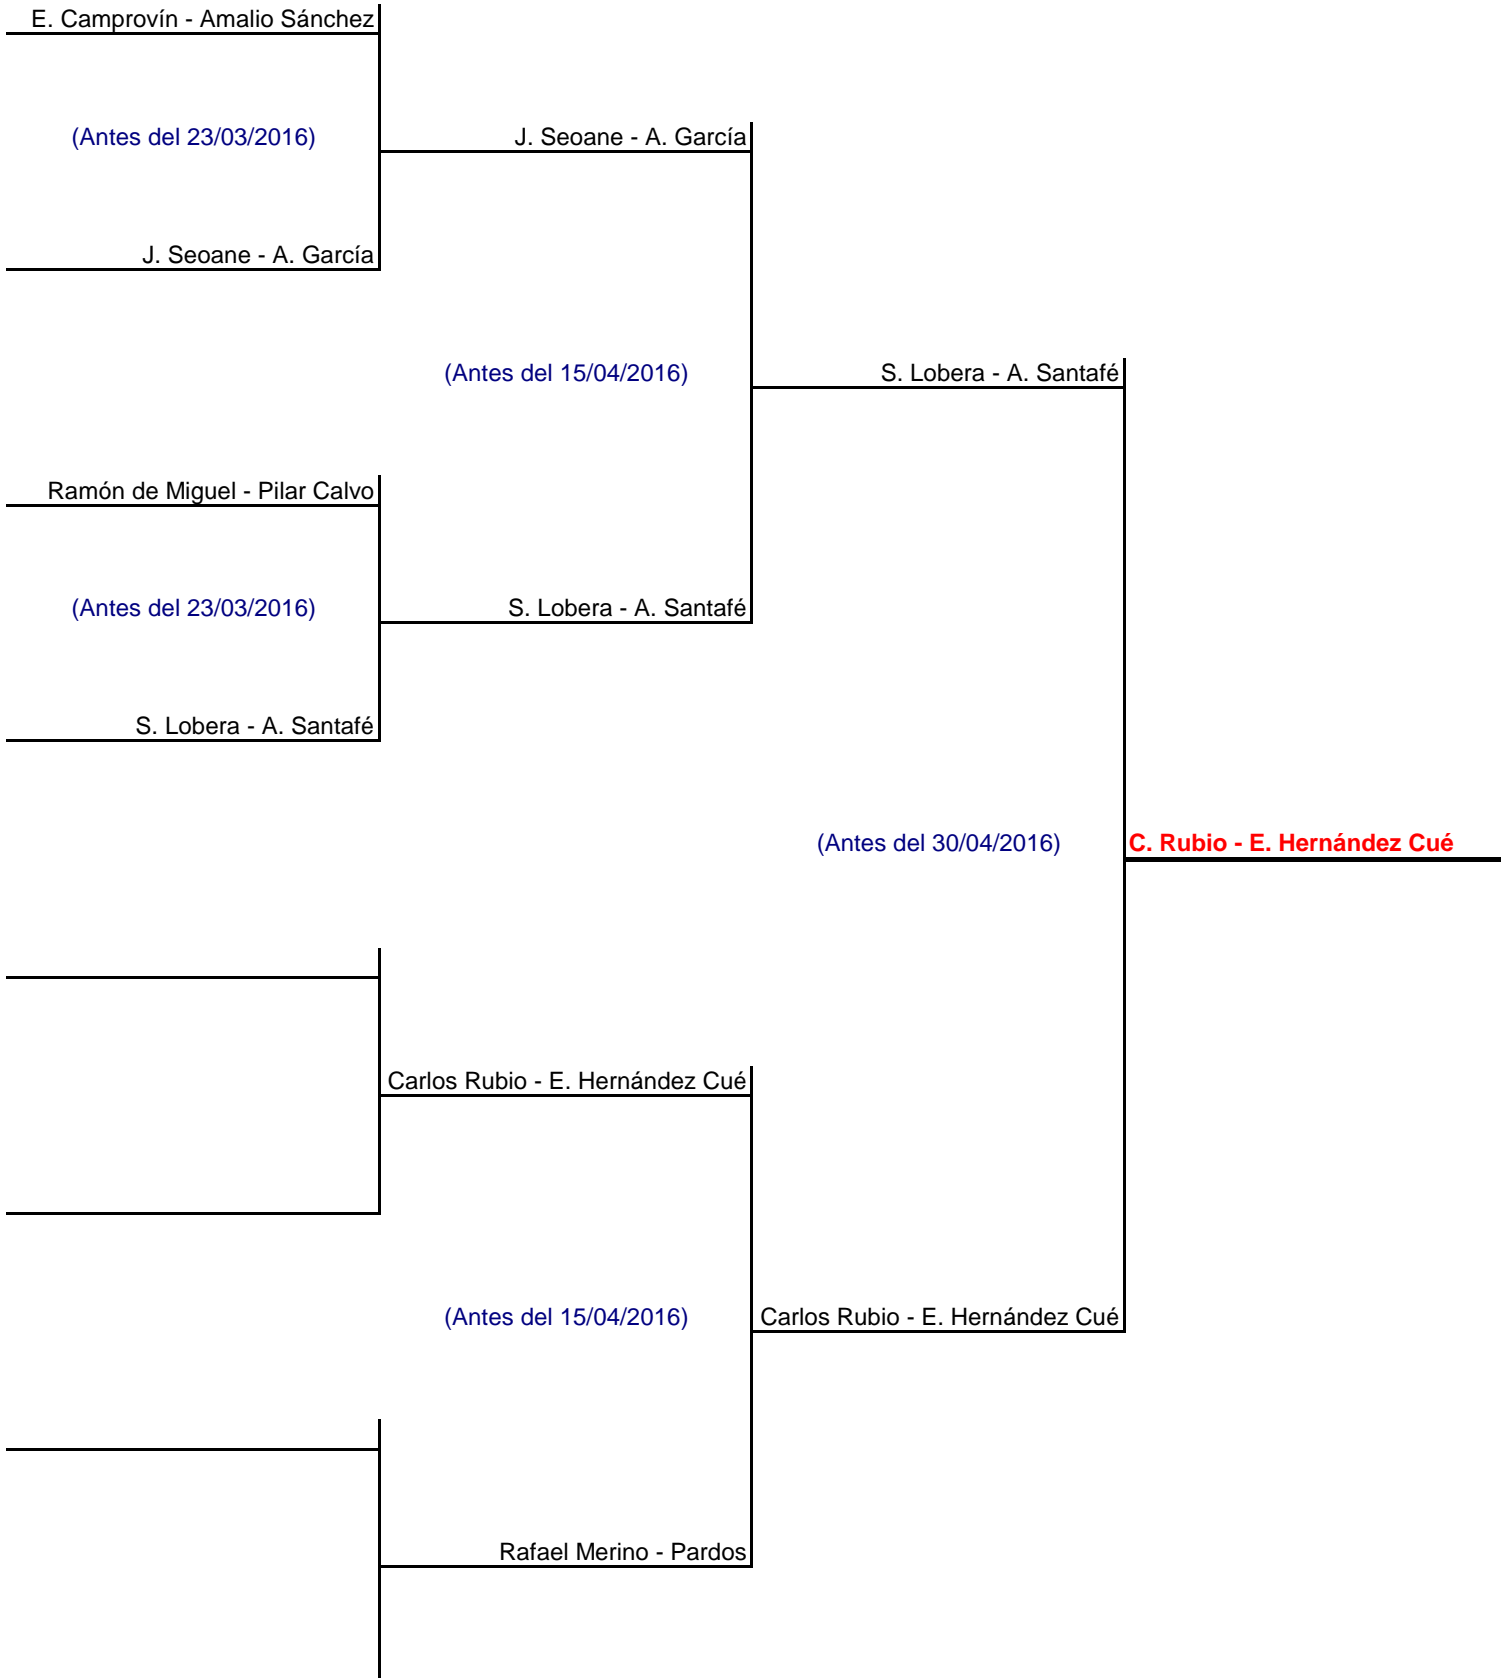 E. Camprovín - Amalio Sánchez
(Antes del 23/03/2016)
J. Seoane - A. García
J. Seoane - A. García
(Antes del 15/04/2016)
S. Lobera - A. Santafé
Ramón de Miguel - Pilar Calvo
(Antes del 23/03/2016)
S. Lobera - A. Santafé
S. Lobera - A. Santafé
(Antes del 30/04/2016)
C. Rubio - E. Hernández Cué
Carlos Rubio - E. Hernández Cué
(Antes del 15/04/2016)
Carlos Rubio - E. Hernández Cué
Rafael Merino - Pardos